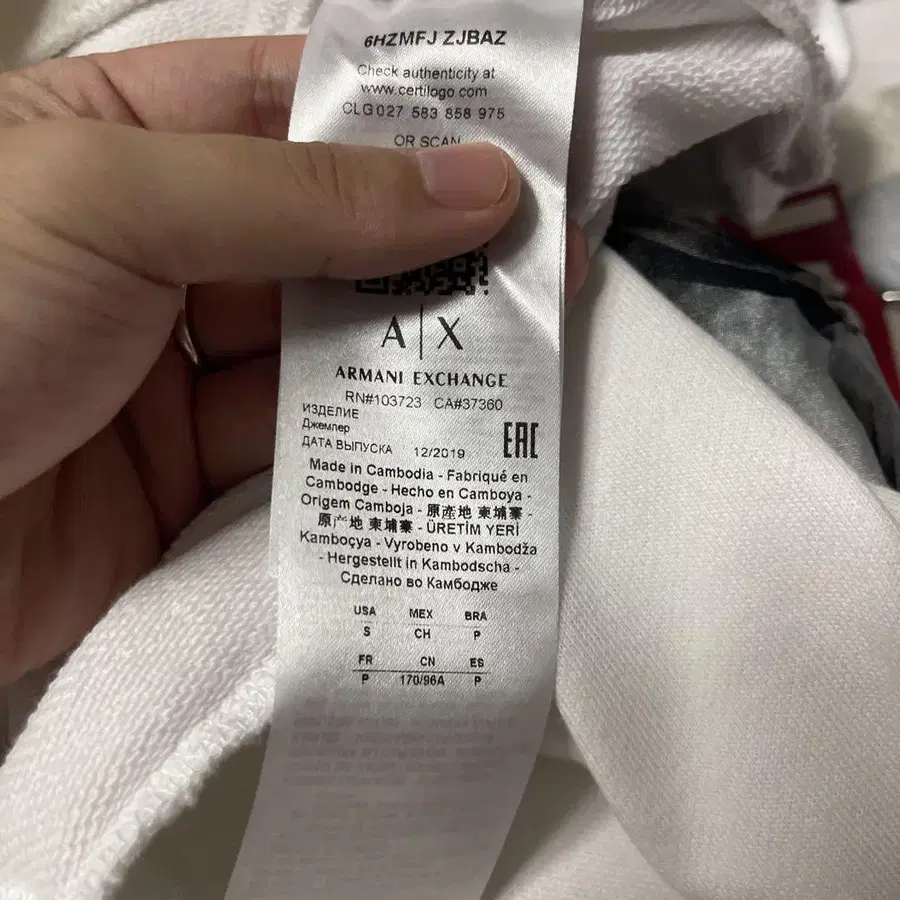 6HZMFJ ZJBAZ
Check authenticity at
www.certilogo.com
CLG 027 583 858 975
OR SCAN
A|X
ARMANI EXCHANGE
RN#103723 CA#37360
ИЗДЕЛИЕ
Джемпер
ДАТА ВЫПУСКА 12/2019
EAC
Made in Cambodia - Fabriqué en
Cambodge - Hecho en Camboya -
Origem Camboja - 原產地 柬埔寨 -
原产地 柬埔寨 - ÜRETİM YERİ
Kamboçya - Vyrobeno v Kambodža
- Hergestellt in Kambodscha -
Сделано во Камбодже
USA MEX BRA
S CH P
FR CN ES
P 170/96A P